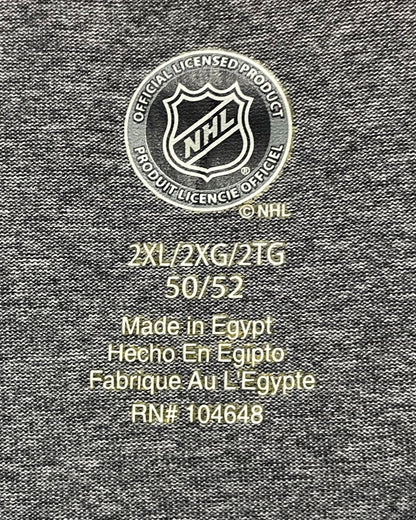 OFFICIAL LICENSED PRODUCT
NHL
®
PRODUIT LICENCIE OFFICIEL
© NHL
2XL/2XG/2TG
50/52
Made in Egypt
Hecho En Egipto
Fabrique Au L'Egypte
RN# 104648